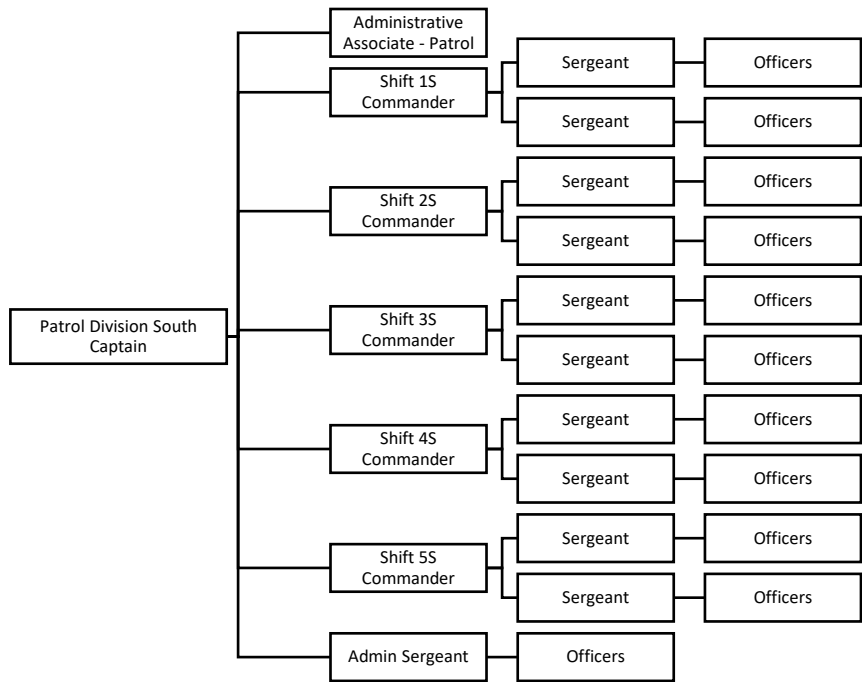 Administrative
Associate - Patrol
Shift 1S
Commander
Sergeant
Officers
Sergeant
Officers
Shift 2S
Commander
Sergeant
Officers
Sergeant
Officers
Patrol Division South
Captain
Shift 3S
Commander
Sergeant
Officers
Sergeant
Officers
Shift 4S
Commander
Sergeant
Officers
Sergeant
Officers
Shift 5S
Commander
Sergeant
Officers
Sergeant
Officers
Admin Sergeant
Officers